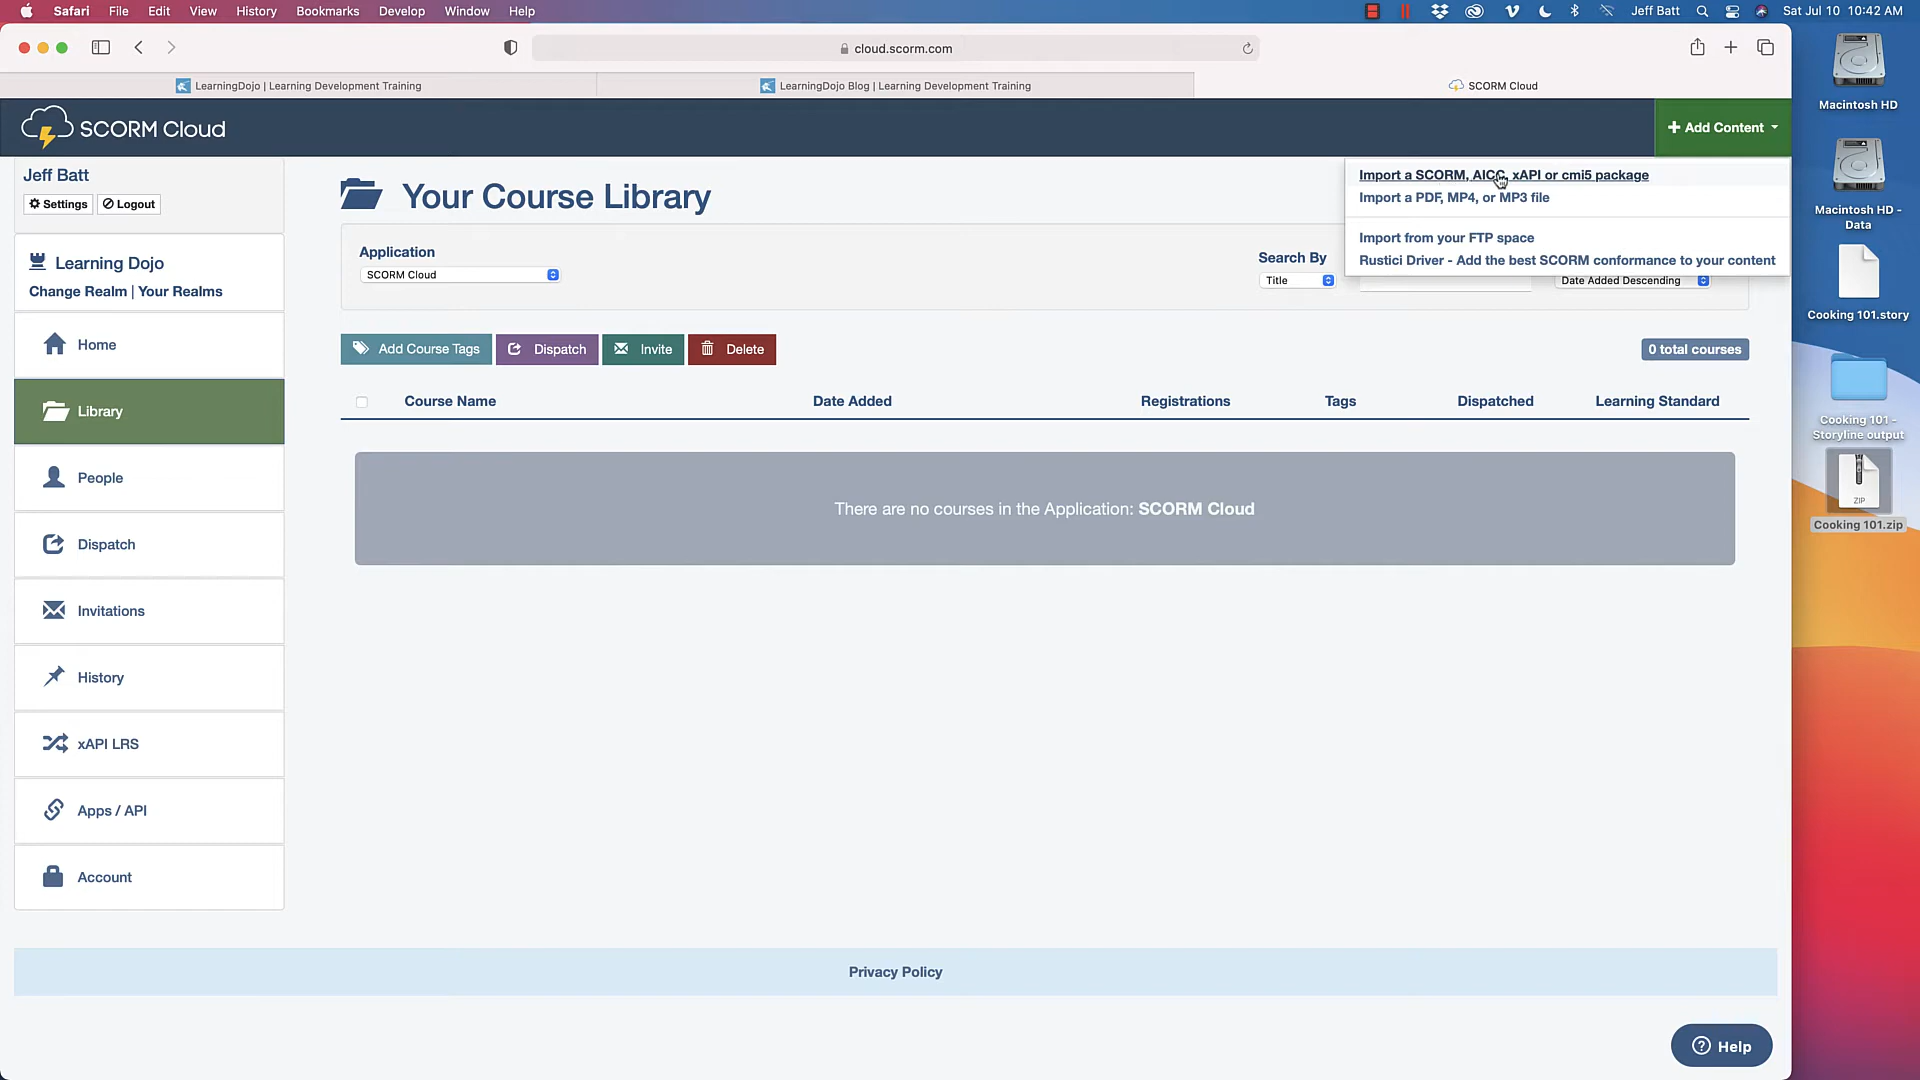 Safari File Edit View History Bookmarks Develop Window Help Jeff Batt Sat Jul 10 10:42 AM
cloud.scorm.com
LearningDojo | Learning Development Training
LearningDojo Blog | Learning Development Training
SCORM Cloud
SCORM Cloud
Add Content
Jeff Batt
Settings Logout
Learning Dojo
Change Realm | Your Realms
Home
Library
People
Dispatch
Invitations
History
xAPI LRS
Apps / API
Account
Your Course Library
Import a SCORM, AICC, xAPI or cmi5 package
Import a PDF, MP4, or MP3 file
Import from your FTP space
Rustici Driver - Add the best SCORM conformance to your content
Application
SCORM Cloud
Search By
Title
Date Added Descending
Add Course Tags Dispatch Invite Delete
0 total courses
Course Name Date Added Registrations Tags Dispatched Learning Standard
There are no courses in the Application: SCORM Cloud
Privacy Policy
? Help
Macintosh HD
Macintosh HD -
Data
Cooking 101.story
Cooking 101 -
Storyline output
ZIP
Cooking 101.zip